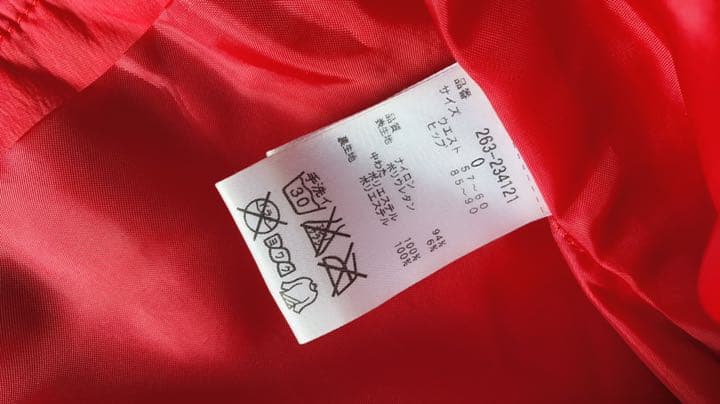 品番 263-234121
サイズ 0
ウエスト 57～60
ヒップ 85～90
品質
表生地 ナイロン 94%
ポリウレタン 6%
中わた ポリエステル 100%
裏生地 ポリエステル 100%
手洗イ
30
ヨワク